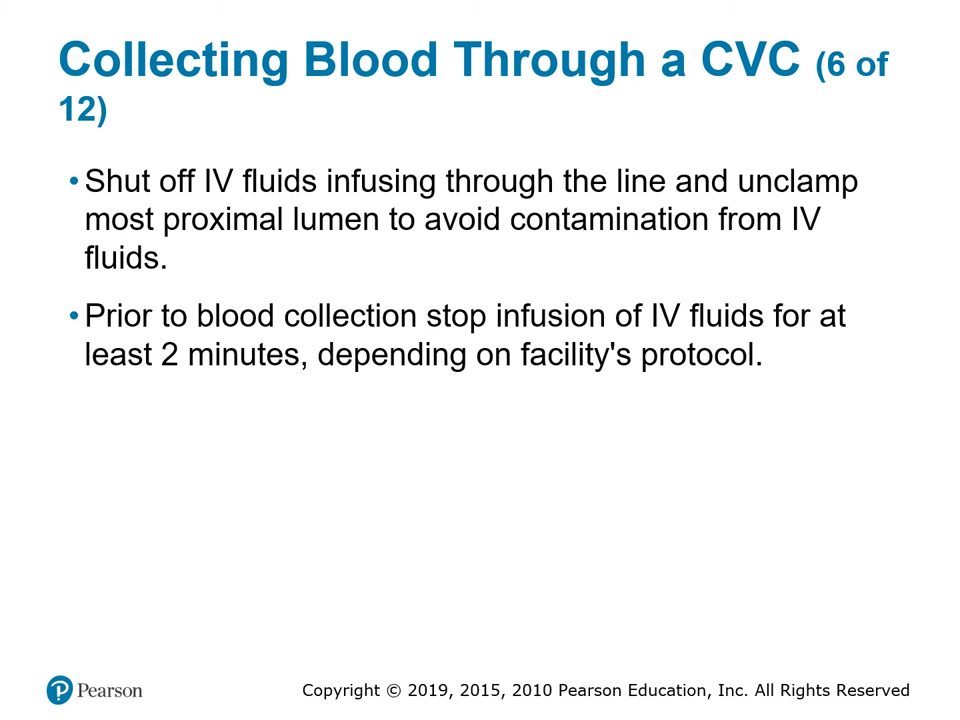 Collecting Blood Through a CVC (6 of
12)
• Shut off IV fluids infusing through the line and unclamp
most proximal lumen to avoid contamination from IV
fluids.
• Prior to blood collection stop infusion of IV fluids for at
least 2 minutes, depending on facility's protocol.
Pearson
Copyright © 2019, 2015, 2010 Pearson Education, Inc. All Rights Reserved